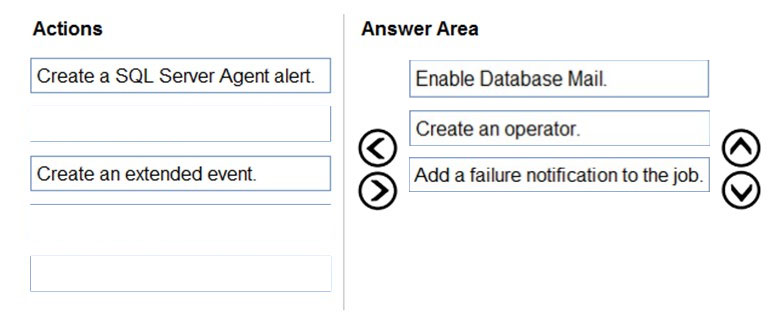 Actions
Create a SQL Server Agent alert.
Create an extended event.
Answer Area
Enable Database Mail.
Create an operator.
Add a failure notification to the job.